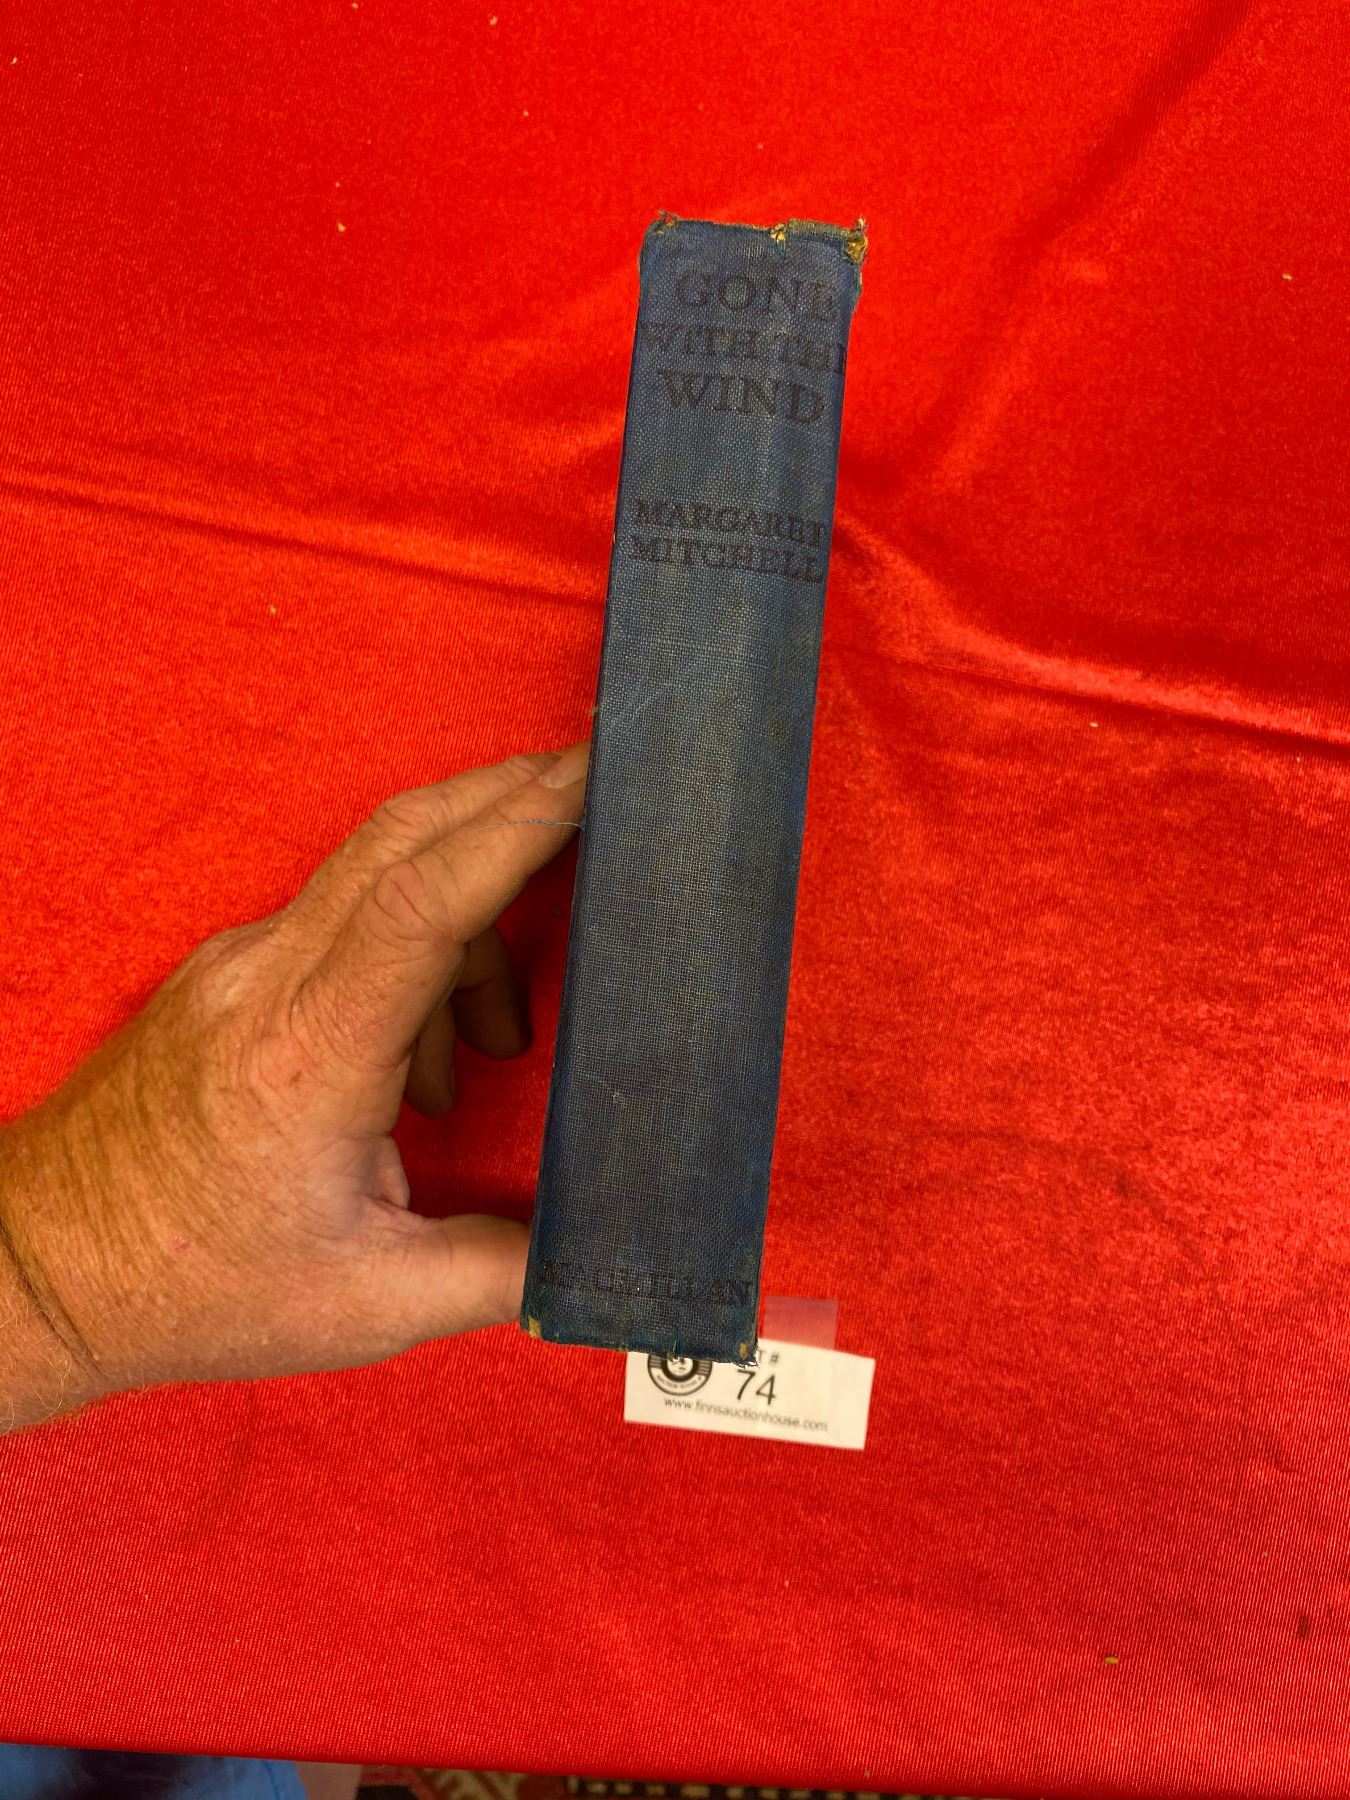 GONE
WITH THE
WIND
MARGARET
MITCHELL
MACMILLAN
74
www.finnsauctionhouse.com